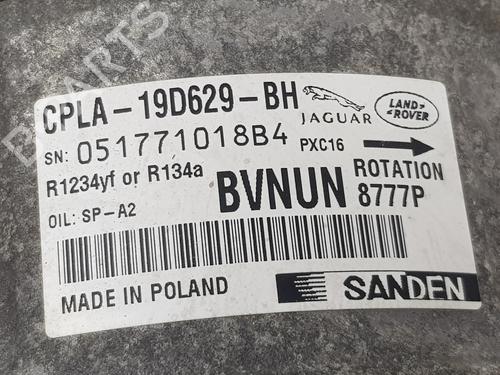 CPLA-19D629-BH
JAGUAR
LAND ROVER
SN: 051771018B4
PXC16
R1234yf or R134a
BVNUN
ROTATION
8777P
OIL: SP-A2
MADE IN POLAND
SANDEN
PARTS